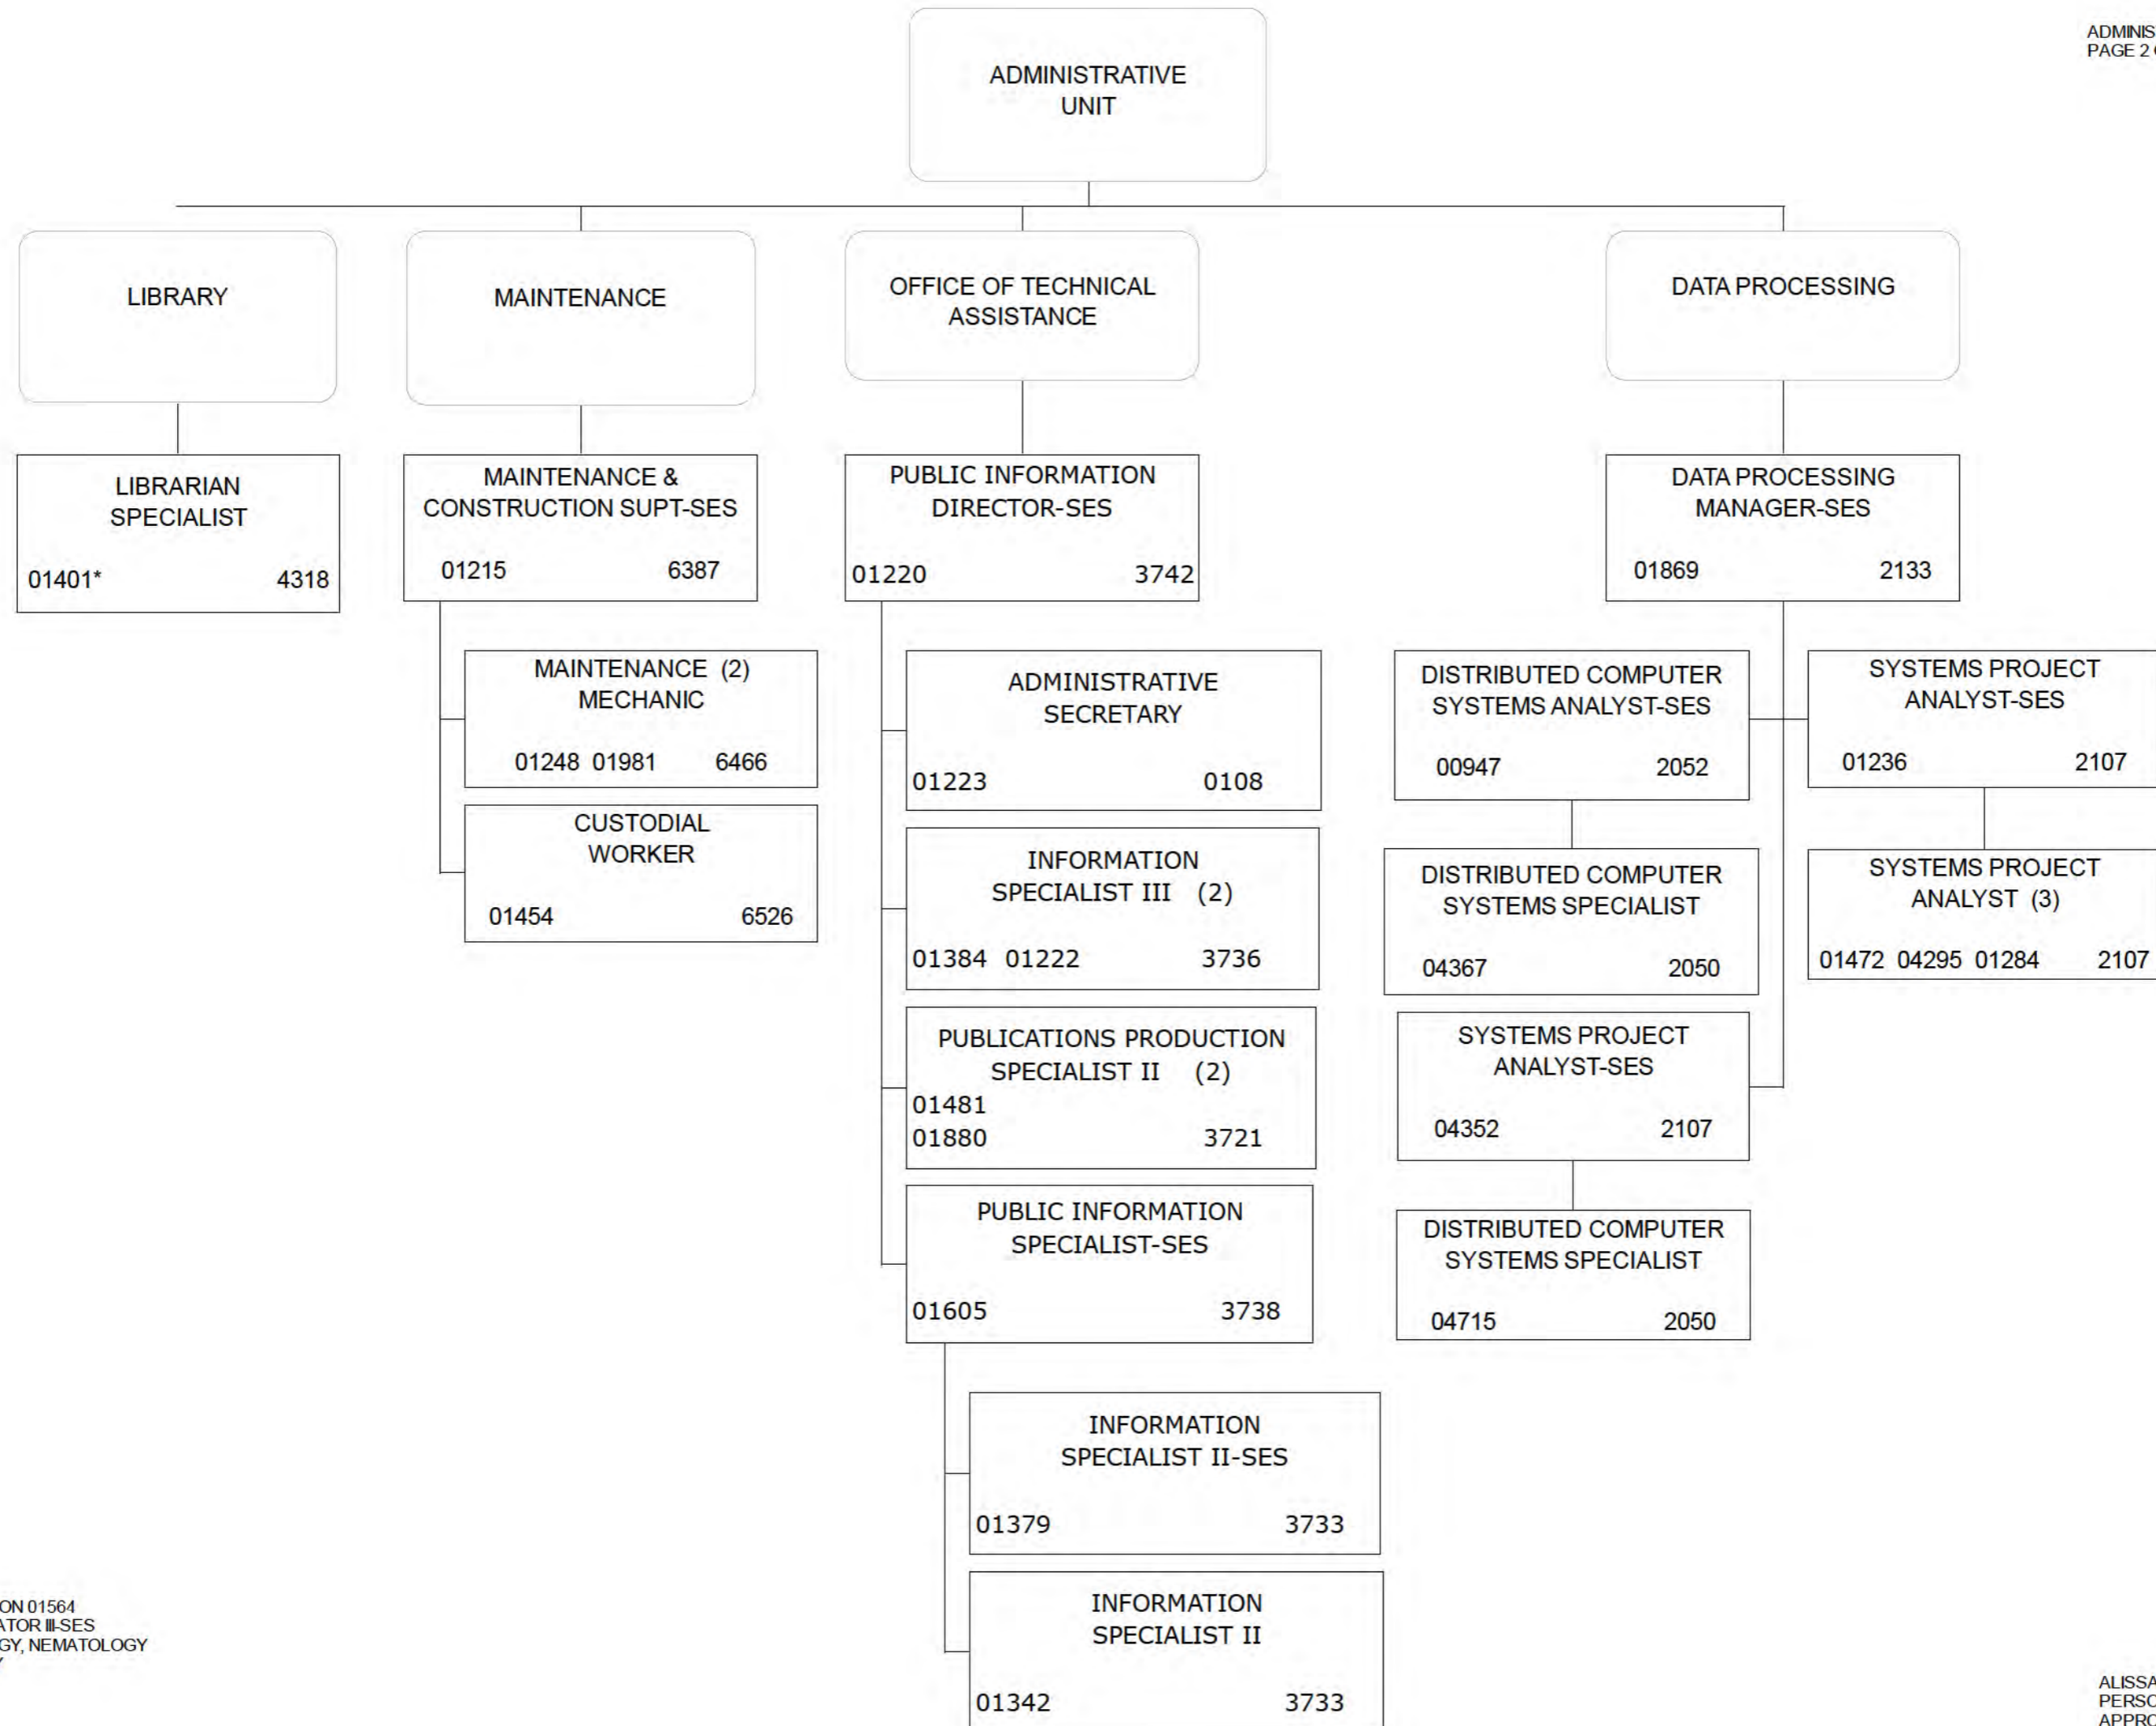 ADMINIS
PAGE 2
ADMINISTRATIVE
UNIT
LIBRARY
MAINTENANCE
OFFICE OF TECHNICAL
ASSISTANCE
DATA PROCESSING
LIBRARIAN
SPECIALIST
01401* 4318
MAINTENANCE &
CONSTRUCTION SUPT-SES
01215 6387
MAINTENANCE (2)
MECHANIC
01248 01981 6466
CUSTODIAL
WORKER
01454 6526
PUBLIC INFORMATION
DIRECTOR-SES
01220 3742
ADMINISTRATIVE
SECRETARY
01223 0108
INFORMATION
SPECIALIST III (2)
01384 01222 3736
PUBLICATIONS PRODUCTION
SPECIALIST II (2)
01481
01880 3721
PUBLIC INFORMATION
SPECIALIST-SES
01605 3738
INFORMATION
SPECIALIST II-SES
01379 3733
INFORMATION
SPECIALIST II
01342 3733
DATA PROCESSING
MANAGER-SES
01869 2133
DISTRIBUTED COMPUTER
SYSTEMS ANALYST-SES
00947 2052
DISTRIBUTED COMPUTER
SYSTEMS SPECIALIST
04367 2050
SYSTEMS PROJECT
ANALYST-SES
04352 2107
DISTRIBUTED COMPUTER
SYSTEMS SPECIALIST
04715 2050
SYSTEMS PROJECT
ANALYST-SES
01236 2107
SYSTEMS PROJECT
ANALYST (3)
01472 04295 01284 2107
ON 01564
ATOR III-SES
GY, NEMATOLOGY
ALISSA
PERSO
APPRO